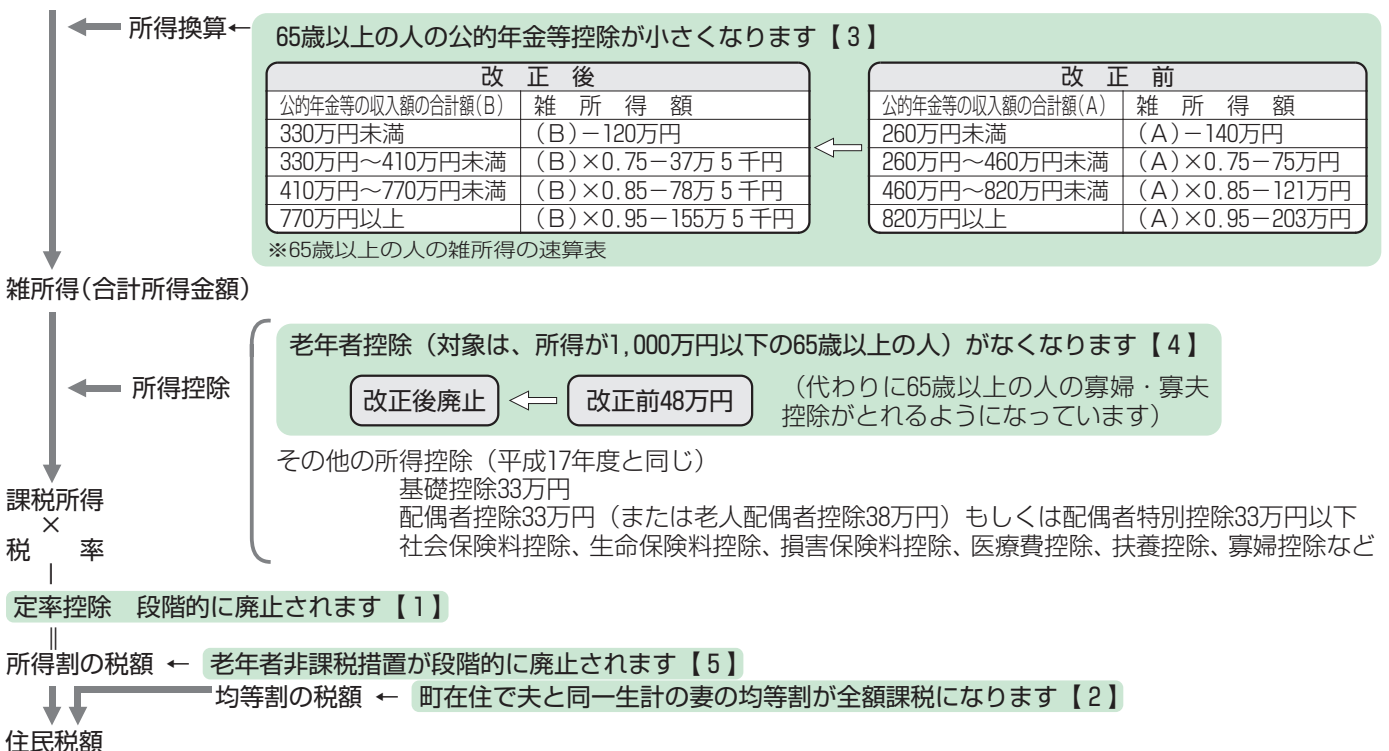 所得換算←
65歳以上の人の公的年金等控除が小さくなります【3】
改正後
公的年金等の収入額の合計額(B) 雑所得額
330万円未満 (B)−120万円
330万円〜410万円未満 (B)×0.75−37万5千円
410万円〜770万円未満 (B)×0.85−78万5千円
770万円以上 (B)×0.95−155万5千円
改正前
公的年金等の収入額の合計額(A) 雑所得額
260万円未満 (A)−140万円
260万円〜460万円未満 (A)×0.75−75万円
460万円〜820万円未満 (A)×0.85−121万円
820万円以上 (A)×0.95−203万円
※65歳以上の人の雑所得の速算表
雑所得(合計所得金額)
所得控除
老年者控除(対象は、所得が1,000万円以下の65歳以上の人)がなくなります【4】
改正後廃止
改正前48万円
(代わりに65歳以上の人の寡婦・寡夫
控除がとれるようになっています)
その他の所得控除(平成17年度と同じ)
基礎控除33万円
配偶者控除33万円(または老人配偶者控除38万円)もしくは配偶者特別控除33万円以下
社会保険料控除、生命保険料控除、損害保険料控除、医療費控除、扶養控除、寡婦控除など
課税所得
×
税 率
|
定率控除 段階的に廃止されます【1】
∥
所得割の税額 ← 老年者非課税措置が段階的に廃止されます【5】
均等割の税額 ← 町在住で夫と同一生計の妻の均等割が全額課税になります【2】
住民税額